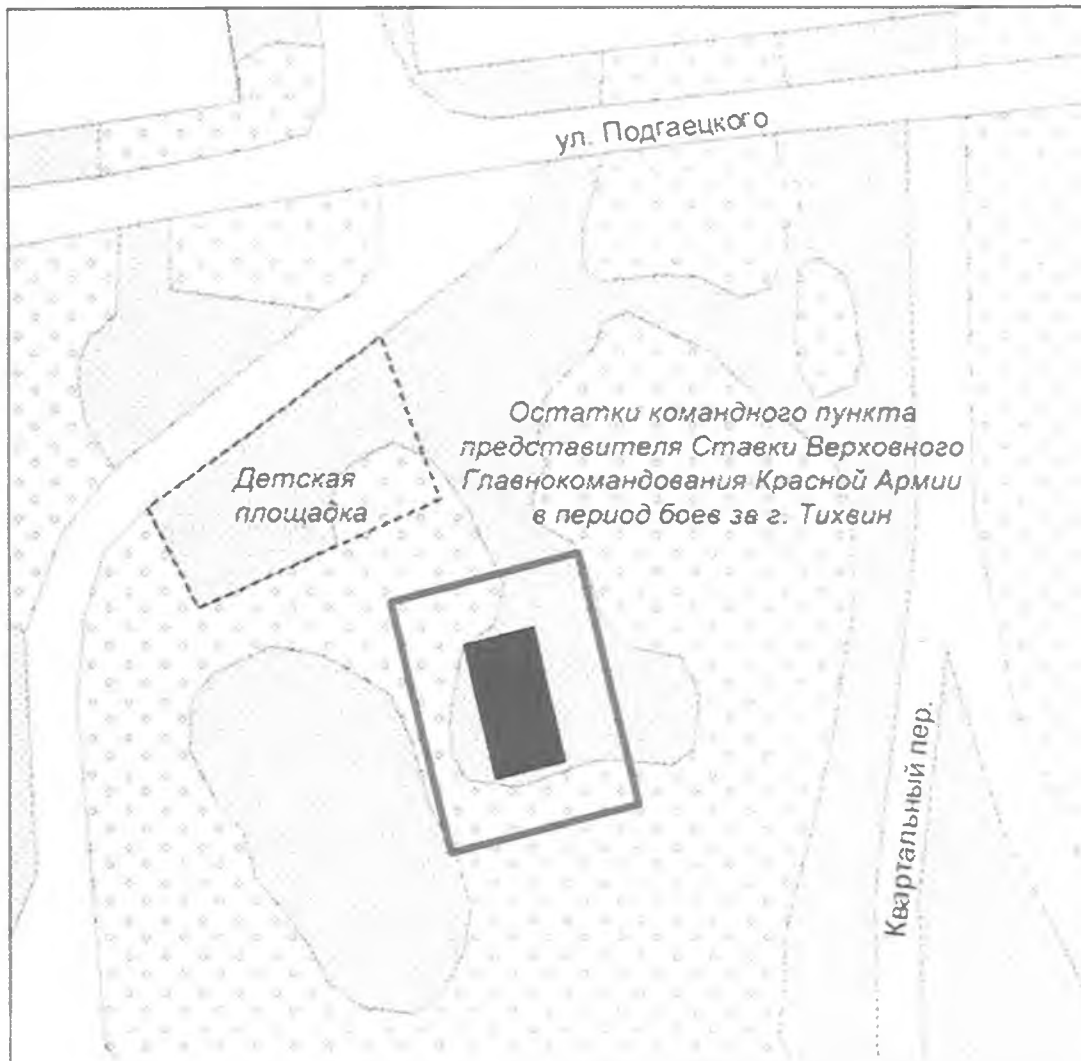 ул. Подгаецкого
Остатки командного пункта
представителя Ставки Верховного
Главнокомандования Красной Армии
в период боев за г. Тихвин
Детская
площадка
Квартальный пер.